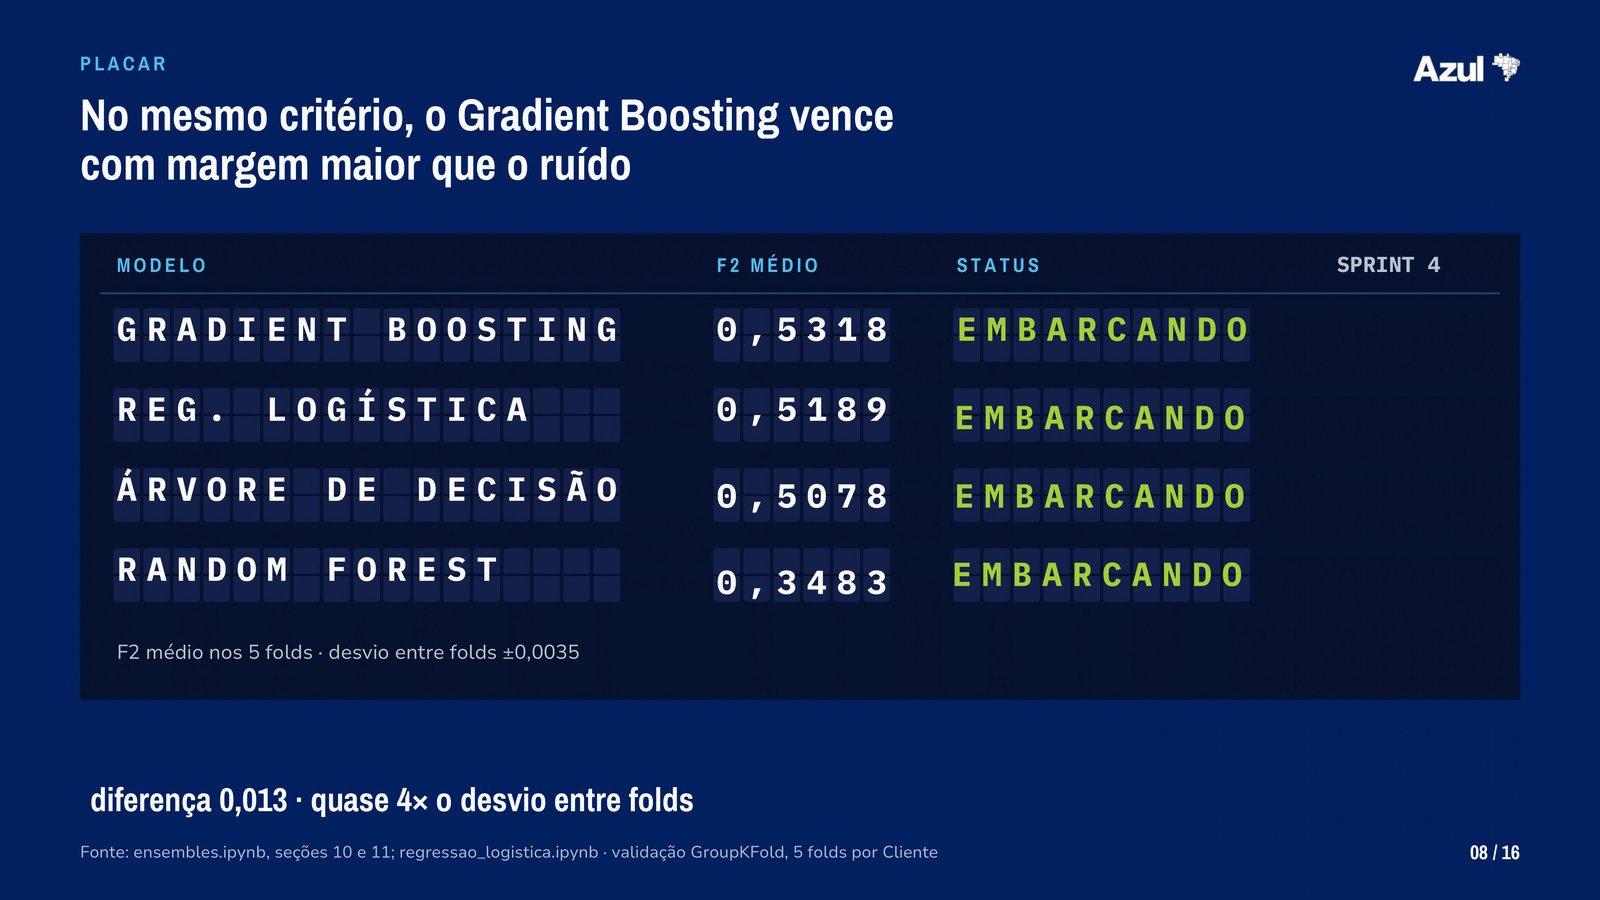 PLACAR
Azul
No mesmo critério, o Gradient Boosting vence
com margem maior que o ruído
MODELO F2 MÉDIO STATUS SPRINT 4
GRADIENT BOOSTING 0,5318 EMBARCANDO
REG. LOGÍSTICA 0,5189 EMBARCANDO
ÁRVORE DE DECISÃO 0,5078 EMBARCANDO
RANDOM FOREST 0,3483 EMBARCANDO
F2 médio nos 5 folds · desvio entre folds ±0,0035
diferença 0,013 · quase 4× o desvio entre folds
Fonte: ensembles.ipynb, seções 10 e 11; regressao_logistica.ipynb · validação GroupKFold, 5 folds por Cliente
08 / 16